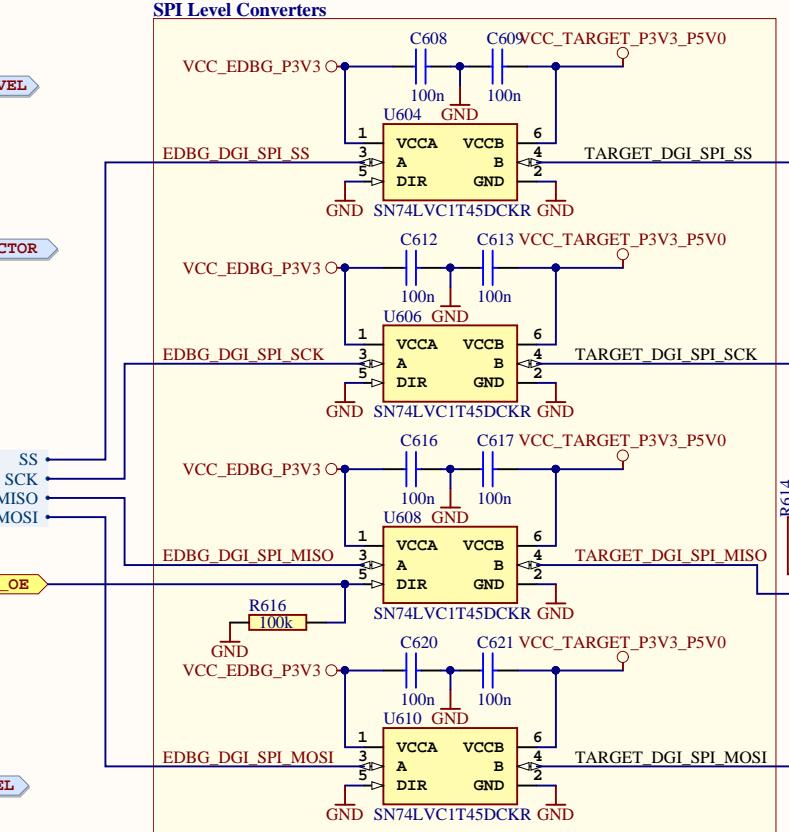 SPI Level Converters
C608 C609 VCC_TARGET_P3V3_P5V0
VCC_EDBG_P3V3
VEL
100n 100n
U604 GND
1 VCCA VCCB 6
EDBG_DGI_SPI_SS 3 A B 4 TARGET_DGI_SPI_SS
5 DIR GND 2
GND SN74LVC1T45DCKR GND
C612 C613 VCC_TARGET_P3V3_P5V0
CTOR
VCC_EDBG_P3V3
100n 100n
U606 GND
1 VCCA VCCB 6
EDBG_DGI_SPI_SCK 3 A B 4 TARGET_DGI_SPI_SCK
5 DIR GND 2
GND SN74LVC1T45DCKR GND
C616 C617 VCC_TARGET_P3V3_P5V0
SS
VCC_EDBG_P3V3
SCK
100n 100n
R614
MISO
MOSI
U608 GND
1 VCCA VCCB 6
EDBG_DGI_SPI_MISO 3 A B 4 TARGET_DGI_SPI_MISO
_OE
5 DIR GND 2
R616
SN74LVC1T45DCKR GND
100k
GND
C620 C621 VCC_TARGET_P3V3_P5V0
VCC_EDBG_P3V3
100n 100n
U610 GND
1 VCCA VCCB 6
EDBG_DGI_SPI_MOSI 3 A B 4 TARGET_DGI_SPI_MOSI
EL
5 DIR GND 2
GND SN74LVC1T45DCKR GND